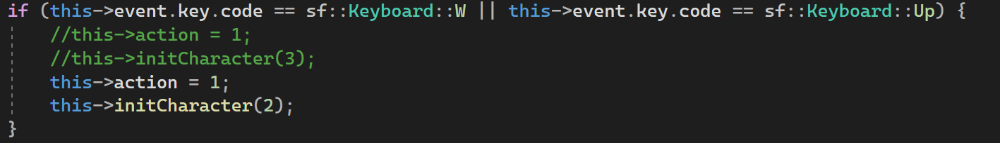 if (this->event.key.code == sf::Keyboard::W || this->event.key.code == sf::Keyboard::Up) {
    //this->action = 1;
    //this->initCharacter(3);
    this->action = 1;
    this->initCharacter(2);
}